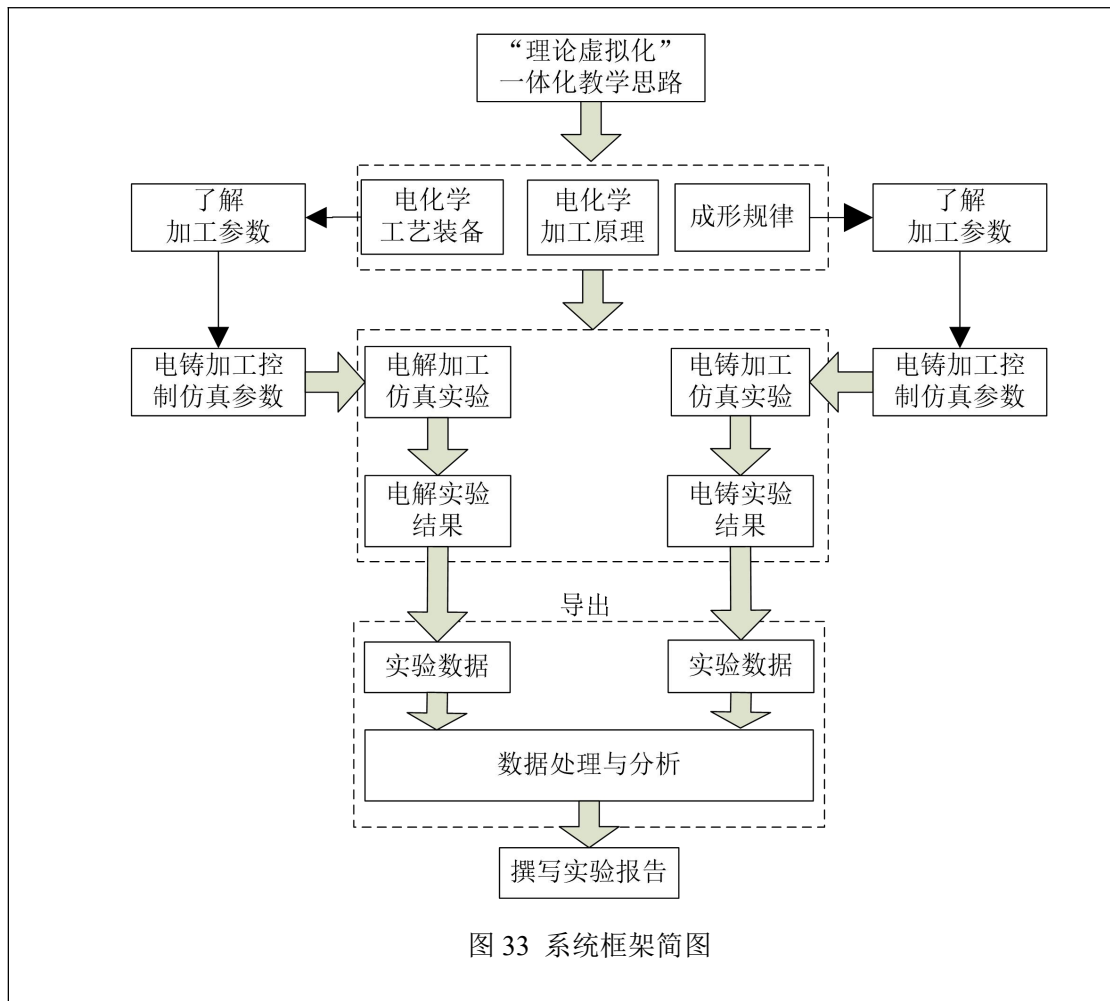 “理论虚拟化”
一体化教学思路
了解
加工参数
电化学
工艺装备
电化学
加工原理
成形规律
了解
加工参数
电铸加工控
制仿真参数
电解加工
仿真实验
电铸加工
仿真实验
电铸加工控
制仿真参数
电解实验
结果
电铸实验
结果
导出
实验数据
实验数据
数据处理与分析
撰写实验报告
图 33 系统框架简图